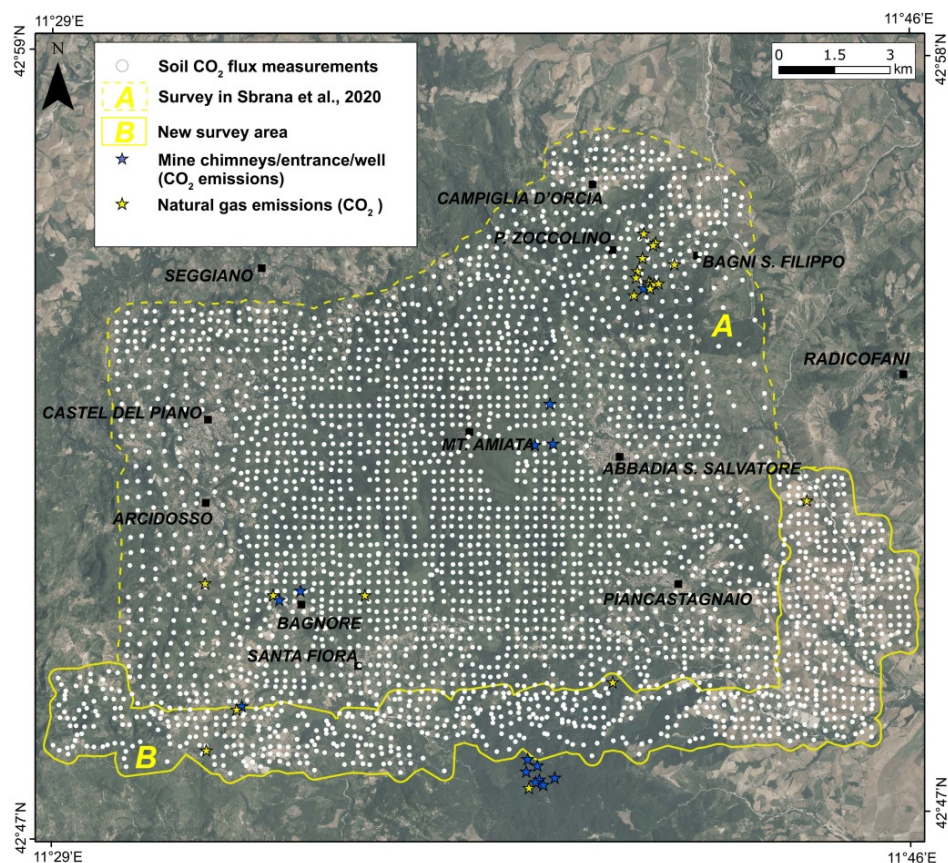 11°29'E
11°46'E
42°59'N
42°58'N
N
Soil CO₂ flux measurements
A
Survey in Sbrana et al., 2020
B
New survey area
Mine chimneys/entrance/well
(CO₂ emissions)
Natural gas emissions (CO₂ )
0 1.5 3
km
CAMPIGLIA D'ORCIA
P. ZOCCOLINO
BAGNI S. FILIPPO
SEGGIANO
A
RADICOFANI
CASTEL DEL PIANO
MT. AMIATA
ABBADIA S. SALVATORE
ARCIDOSSO
PIANCASTAGNAIO
BAGNORE
SANTA FIORA
B
42°47'N
42°47'N
11°29'E
11°46'E